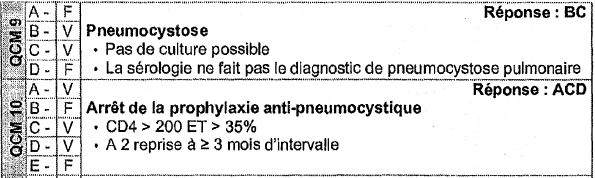 QCM 9
A - F Réponse : BC
B - V Pneumocystose
C - V • Pas de culture possible
D - F • La sérologie ne fait pas le diagnostic de pneumocystose pulmonaire
QCM 10
A - V Réponse : ACD
B - F Arrêt de la prophylaxie anti-pneumocystique
C - V • CD4 > 200 ET > 35%
D - V • A 2 reprise à ≥ 3 mois d'intervalle
E - F